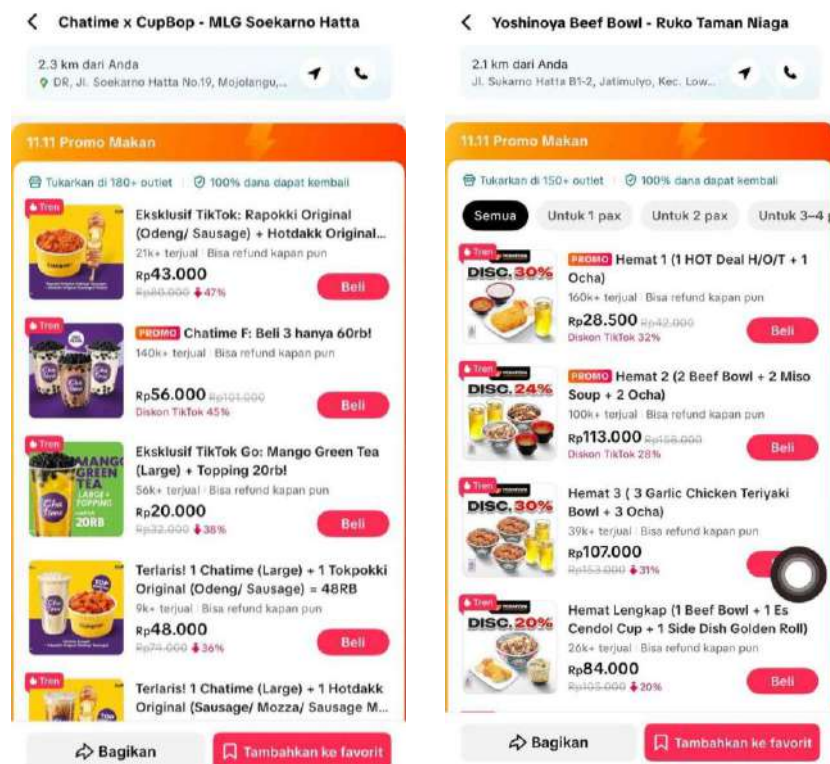 Chatime x CupBop - MLG Soekarno Hatta
2.3 km dari Anda
DR, Jl. Soekarno Hatta No.19, Mojolangu,...
11.11 Promo Makan
Tukarkan di 180+ outlet
100% dana dapat kembali
Tren
Eksklusif TikTok: Rapokki Original
(Odeng/ Sausage) + Hotdakk Original...
21k+ terjual Bisa refund kapan pun
Rp43.000
Rp80.000 47%
Beli
Tren
PROMO Chatime F: Beli 3 hanya 60rb!
140k+ terjual Bisa refund kapan pun
Rp56.000 Rp101.000
Diskon TikTok 45%
Beli
Tren
MANGO
GREEN
TEA
LARGE +
TOPPING
20RB
Eksklusif TikTok Go: Mango Green Tea
(Large) + Topping 20rb!
56k+ terjual Bisa refund kapan pun
Rp20.000
Rp32.000 38%
Beli
Tren
Terlaris! 1 Chatime (Large) + 1 Tokpokki
Original (Odeng/ Sausage) = 48RB
9k+ terjual Bisa refund kapan pun
Rp48.000
Rp74.000 36%
Beli
Tren
Terlaris! 1 Chatime (Large) + 1 Hotdakk
Original (Sausage/ Mozza/ Sausage M...
Bagikan
Tambahkan ke favorit
Yoshinoya Beef Bowl - Ruko Taman Niaga
2.1 km dari Anda
Jl. Sukarno Hatta B1-2, Jatimulyo, Kec. Low...
11.11 Promo Makan
Tukarkan di 150+ outlet
100% dana dapat kembali
Semua
Untuk 1 pax
Untuk 2 pax
Untuk 3–4 p
Tren
DISC. 30%
PROMO Hemat 1 (1 HOT Deal H/O/T + 1
Ocha)
160k+ terjual Bisa refund kapan pun
Rp28.500 Rp42.000
Diskon TikTok 32%
Beli
Tren
DISC. 24%
PROMO Hemat 2 (2 Beef Bowl + 2 Miso
Soup + 2 Ocha)
100k+ terjual Bisa refund kapan pun
Rp113.000 Rp158.000
Diskon TikTok 28%
Beli
Tren
DISC. 30%
Hemat 3 ( 3 Garlic Chicken Teriyaki
Bowl + 3 Ocha)
39k+ terjual Bisa refund kapan pun
Rp107.000
Rp153.000 31%
Tren
DISC. 20%
Hemat Lengkap (1 Beef Bowl + 1 Es
Cendol Cup + 1 Side Dish Golden Roll)
26k+ terjual Bisa refund kapan pun
Rp84.000
Rp105.000 20%
Beli
Bagikan
Tambahkan ke favorit